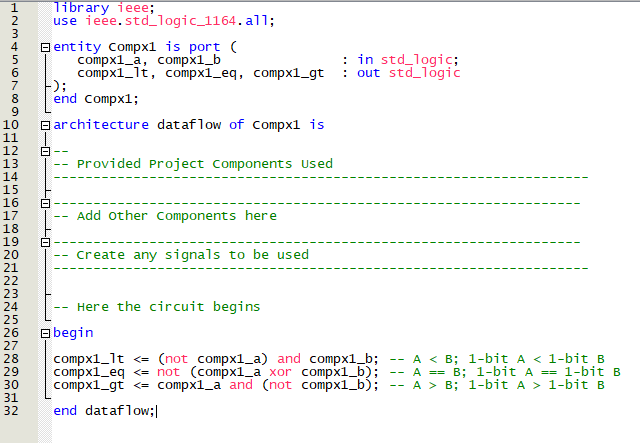 1 library ieee;
2 use ieee.std_logic_1164.all;
3
4 entity Compx1 is port (
5 compx1_a, compx1_b : in std_logic;
6 compx1_lt, compx1_eq, compx1_gt : out std_logic
7 );
8 end Compx1;
9
10 architecture dataflow of Compx1 is
11
12 --
13 -- Provided Project Components Used
14 -------------------------------------------------------------------
15
16 ------------------------------------------------------------------
17 -- Add Other Components here
18
19 ------------------------------------------------------------------
20 -- Create any signals to be used
21 -------------------------------------------------------------------
22
23
24 -- Here the circuit begins
25
26 begin
27
28 compx1_lt <= (not compx1_a) and compx1_b; -- A < B; 1-bit A < 1-bit B
29 compx1_eq <= not (compx1_a xor compx1_b); -- A == B; 1-bit A == 1-bit B
30 compx1_gt <= compx1_a and (not compx1_b); -- A > B; 1-bit A > 1-bit B
31
32 end dataflow;